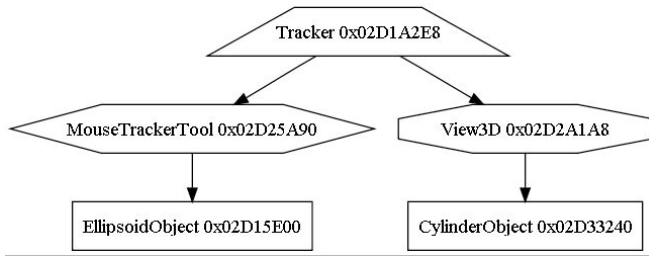 Tracker 0x02D1A2E8
MouseTrackerTool 0x02D25A90
View3D 0x02D2A1A8
EllipsoidObject 0x02D15E00
CylinderObject 0x02D33240